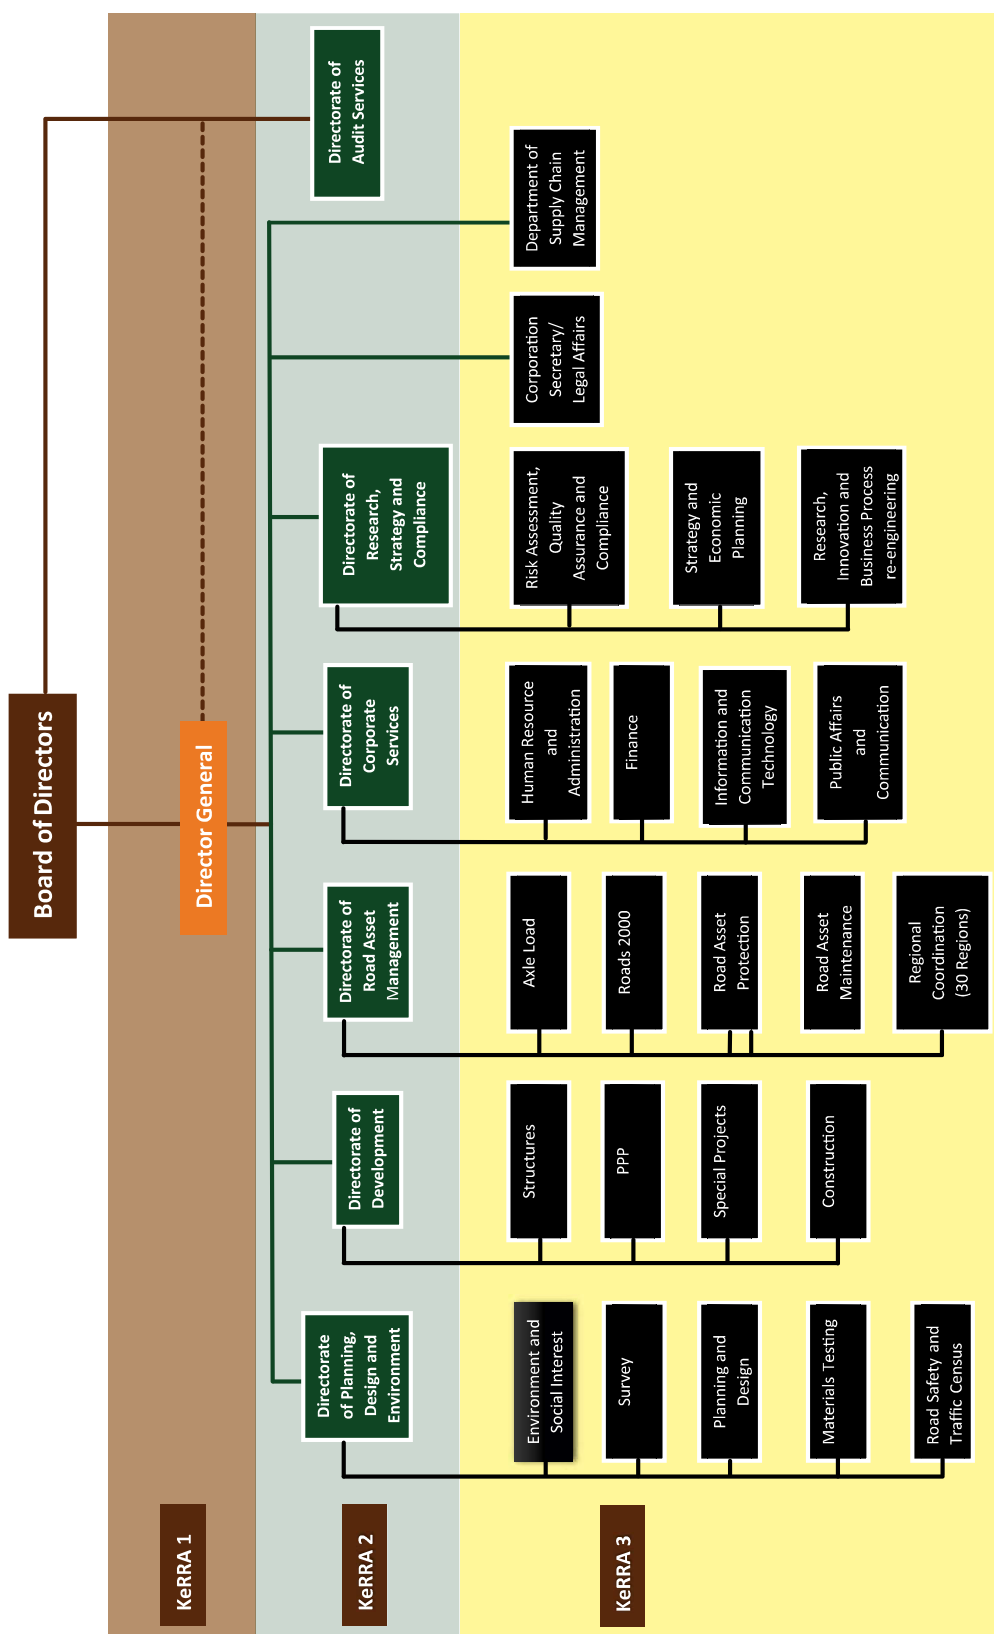 Board of Directors
KeRRA 1
Director General
KeRRA 2
Directorate
of Planning,
Design and
Environment
Directorate of
Development
Directorate of
Road Asset
Management
Directorate of
Corporate
Services
Directorate of
Research,
Strategy and
Compliance
Directorate of
Audit Services
KeRRA 3
Environment and
Social Interest
Survey
Planning and
Design
Materials Testing
Road Safety and
Traffic Census
Structures
PPP
Special Projects
Construction
Axle Load
Roads 2000
Road Asset
Protection
Road Asset
Maintenance
Regional
Coordination
(30 Regions)
Human Resource
and
Administration
Finance
Information and
Communication
Technology
Public Affairs
and
Communication
Risk Assessment,
Quality
Assurance and
Compliance
Strategy and
Economic
Planning
Research,
Innovation and
Business Process
re-engineering
Corporation
Secretary/
Legal Affairs
Department of
Supply Chain
Management